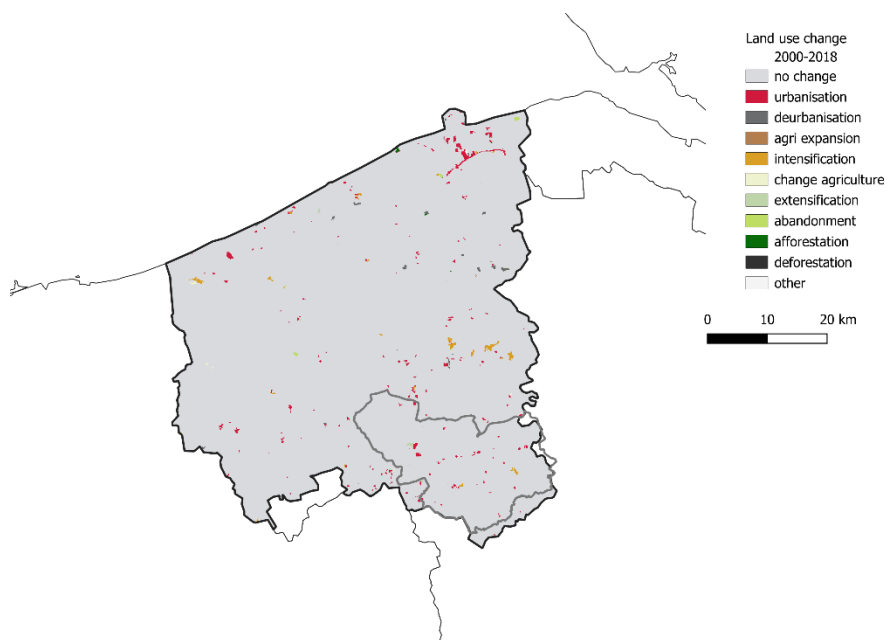 Land use change
2000-2018
no change
urbanisation
deurbanisation
agri expansion
intensification
change agriculture
extensification
abandonment
afforestation
deforestation
other
0 10 20 km